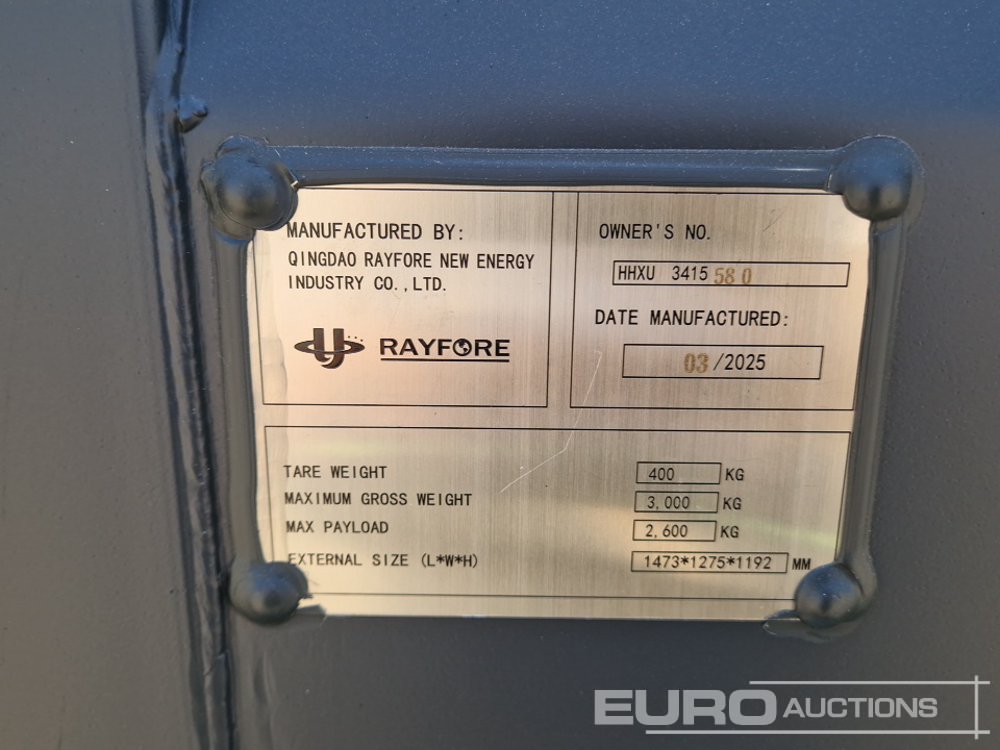 MANUFACTURED BY:
QINGDAO RAYFORE NEW ENERGY
INDUSTRY CO.,LTD.
RAYFORE
OWNER'S NO.
HHXU 3415 58 0
DATE MANUFACTURED:
03/2025
TARE WEIGHT 400 KG
MAXIMUM GROSS WEIGHT 3,000 KG
MAX PAYLOAD 2,600 KG
EXTERNAL SIZE (L*W*H) 1473*1275*1192 MM
EURO AUCTIONS